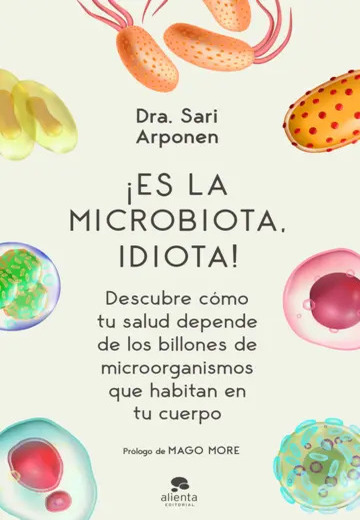 Dra. Sari
Arponen
¡ES LA
MICROBIOTA,
IDIOTA!
Descubre cómo
tu salud depende
de los billones de
microorganismos
que habitan en
tu cuerpo
Prólogo de MAGO MORE
alienta
EDITORIAL